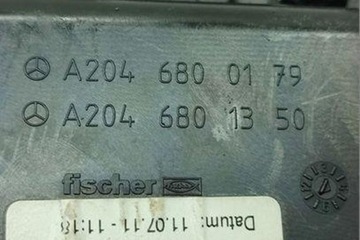 A204 680 01 79
A204 680 13 50
fischer
Datum: 11.07.11 - 11:18